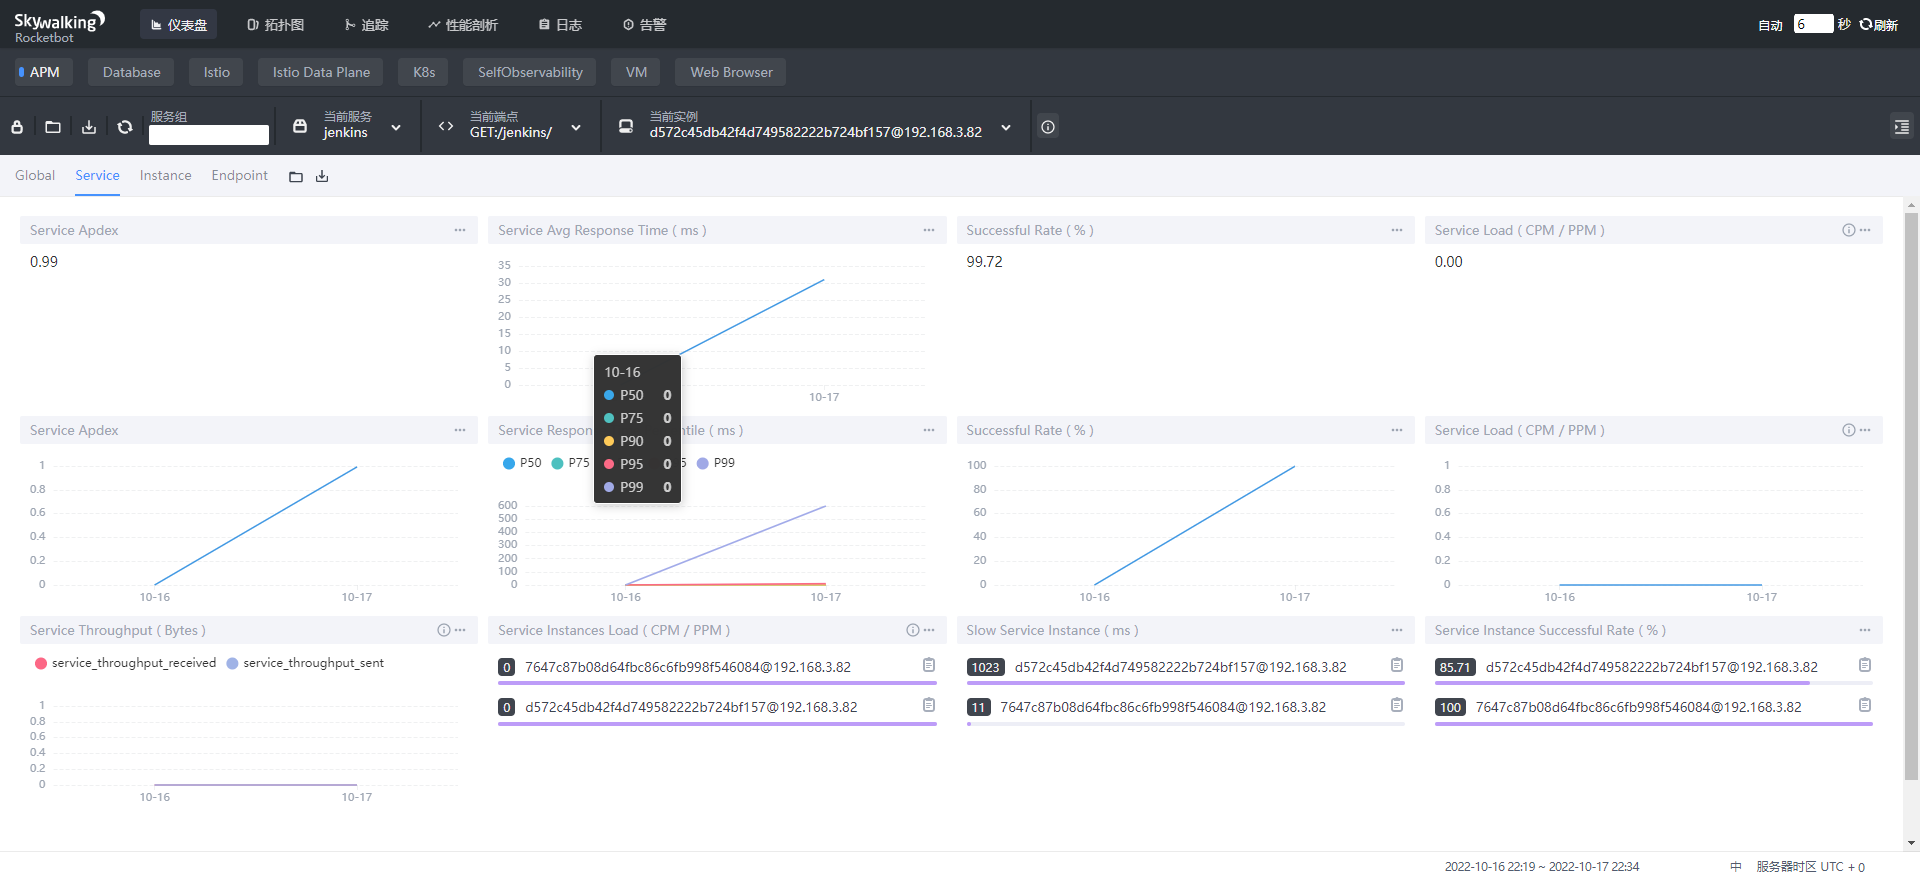 Skywalking
Rocketbot
仪表盘 拓扑图 追踪 性能剖析 日志 告警
自动 6 秒 刷新
APM Database Istio Istio Data Plane K8s SelfObservability VM Web Browser
服务组
当前服务
jenkins
当前端点
GET:/jenkins/
当前实例
d572c45db42f4d749582222b724bf157@192.168.3.82
Global Service Instance Endpoint
Service Apdex
0.99
Service Avg Response Time ( ms )
35
30
25
20
15
10
5
0
10-17
Successful Rate ( % )
99.72
Service Load ( CPM / PPM )
0.00
10-16
P50 0
P75 0
P90 0
P95 0
P99 0
Service Apdex
1
0.8
0.6
0.4
0.2
0
10-16 10-17
Service Respon ntile ( ms )
P50 P75 5 P99
600
500
400
300
200
100
0
10-16 10-17
Successful Rate ( % )
100
80
60
40
20
0
10-16 10-17
Service Load ( CPM / PPM )
1
0.8
0.6
0.4
0.2
0
10-16 10-17
Service Throughput ( Bytes )
service_throughput_received service_throughput_sent
1
0.8
0.6
0.4
0.2
0
10-16 10-17
Service Instances Load ( CPM / PPM )
0 7647c87b08d64fbc86c6fb998f546084@192.168.3.82
0 d572c45db42f4d749582222b724bf157@192.168.3.82
Slow Service Instance ( ms )
1023 d572c45db42f4d749582222b724bf157@192.168.3.82
11 7647c87b08d64fbc86c6fb998f546084@192.168.3.82
Service Instance Successful Rate ( % )
85.71 d572c45db42f4d749582222b724bf157@192.168.3.82
100 7647c87b08d64fbc86c6fb998f546084@192.168.3.82
2022-10-16 22:19 ~ 2022-10-17 22:34 中 服务器时区 UTC + 0